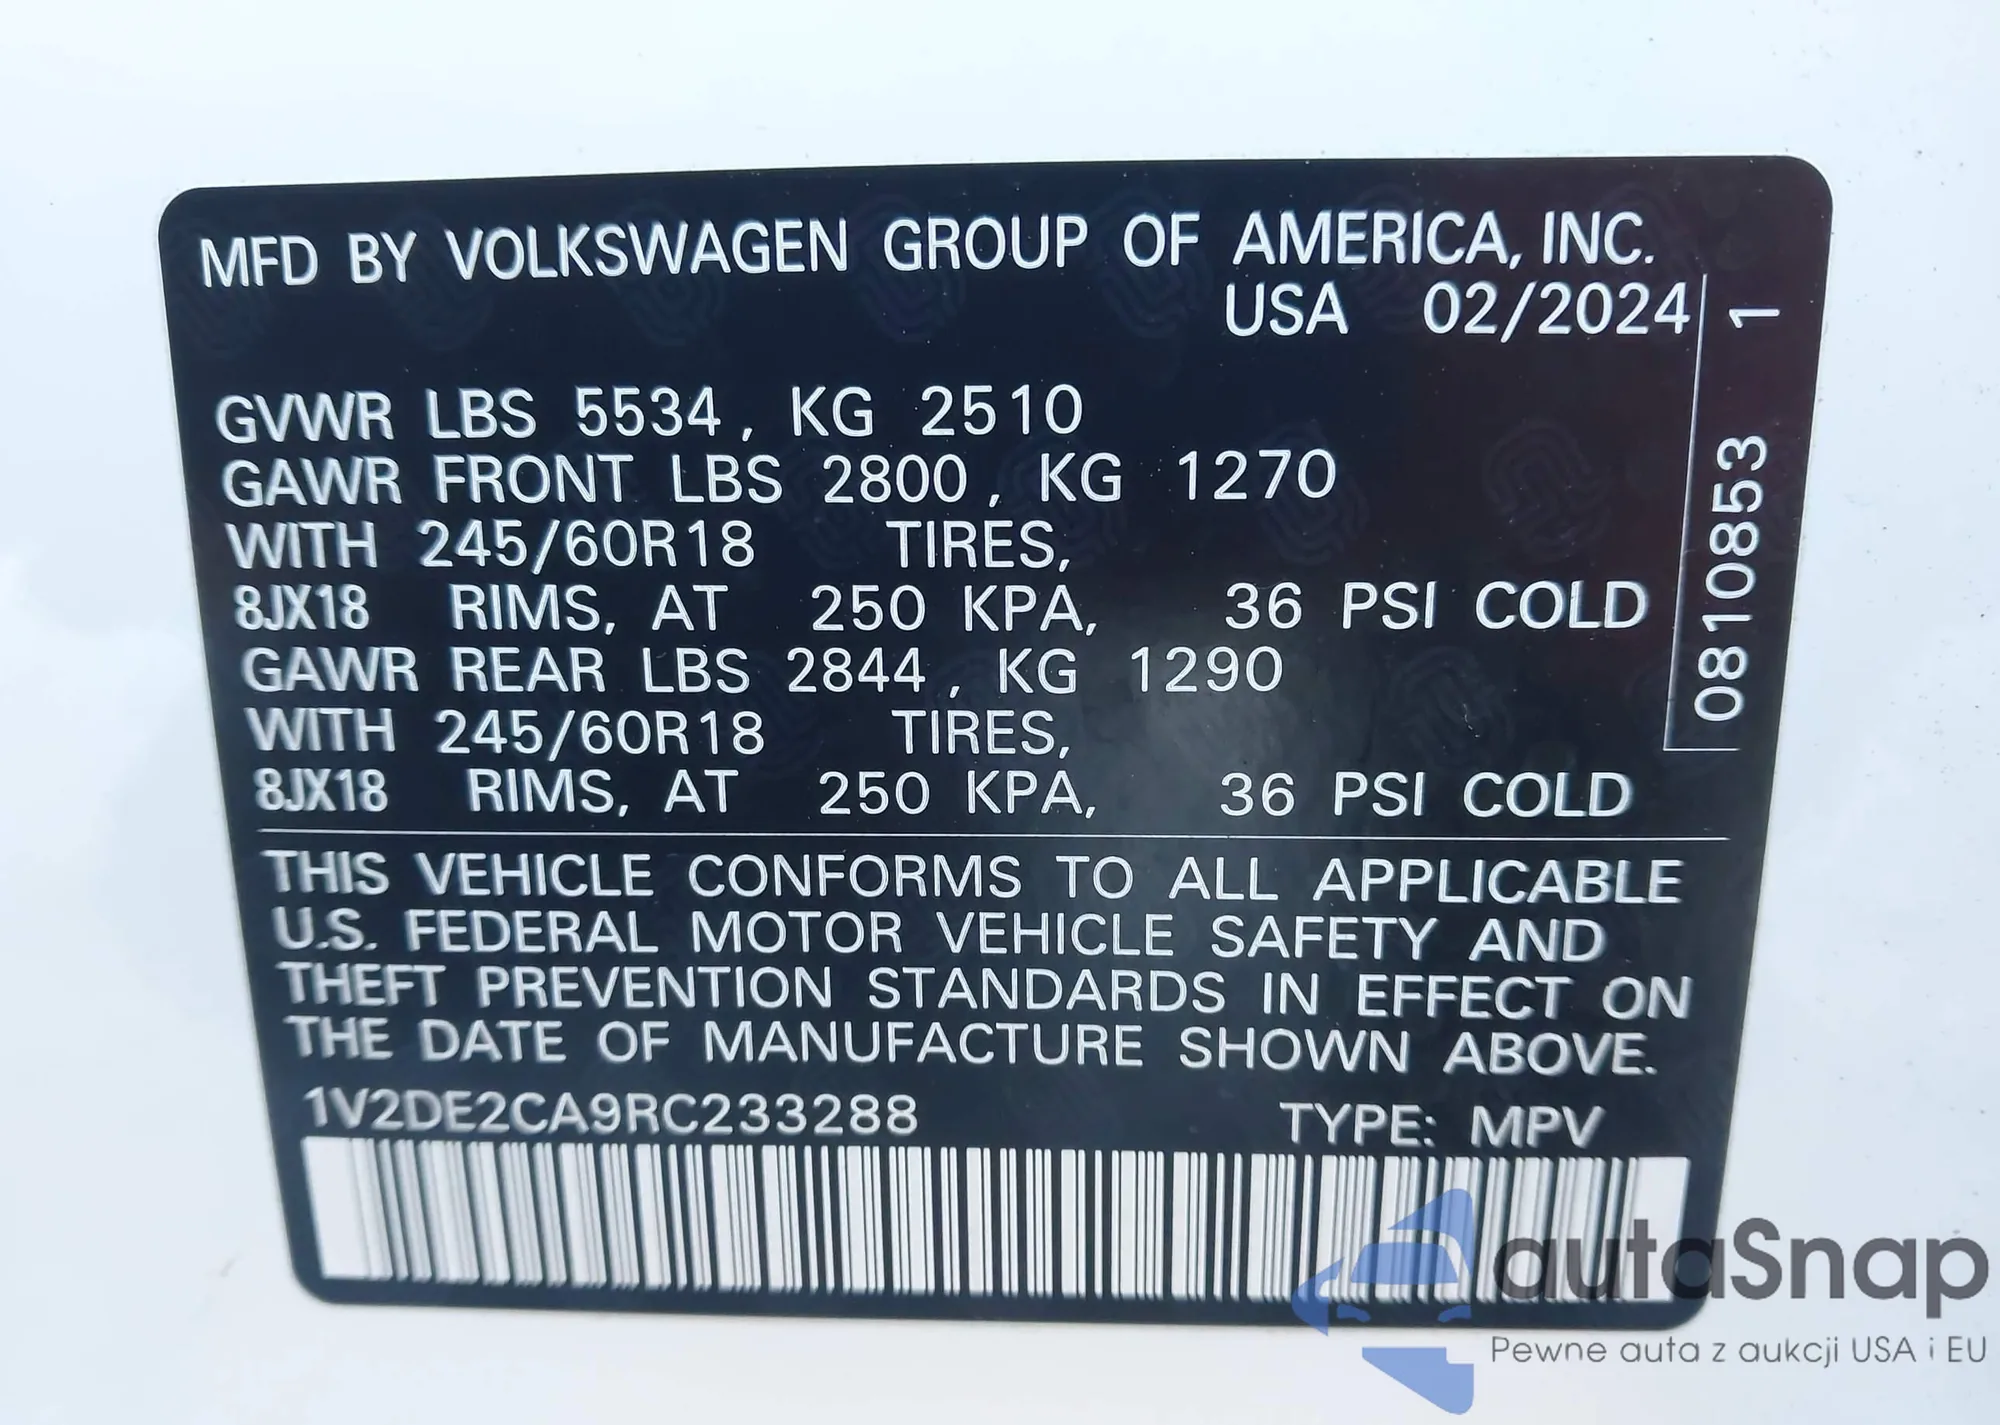 MFD BY VOLKSWAGEN GROUP OF AMERICA, INC.
USA 02/2024
GVWR LBS 5534, KG 2510
GAWR FRONT LBS 2800, KG 1270
WITH 245/60R18 TIRES,
8JX18 RIMS, AT 250 KPA, 36 PSI COLD
GAWR REAR LBS 2844, KG 1290
WITH 245/60R18 TIRES,
8JX18 RIMS, AT 250 KPA, 36 PSI COLD
0810853 1
THIS VEHICLE CONFORMS TO ALL APPLICABLE
U.S. FEDERAL MOTOR VEHICLE SAFETY AND
THEFT PREVENTION STANDARDS IN EFFECT ON
THE DATE OF MANUFACTURE SHOWN ABOVE.
1V2DE2CA9RC233288 TYPE: MPV
autaSnap
Pewne auta z aukcji USA i EU